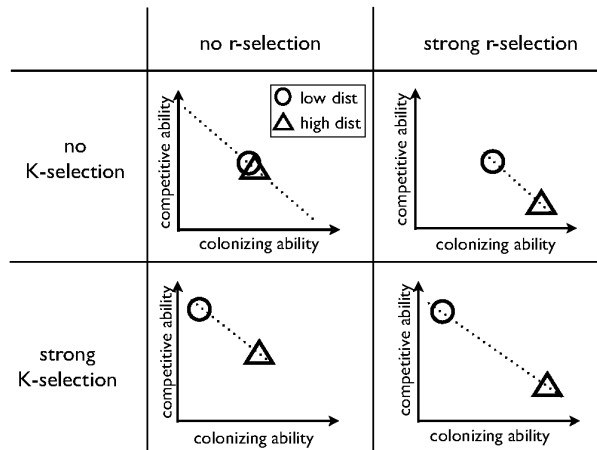 no r-selection
strong r-selection
no
K-selection
competitive ability
low dist
high dist
colonizing ability
competitive ability
colonizing ability
strong
K-selection
competitive ability
colonizing ability
competitive ability
colonizing ability